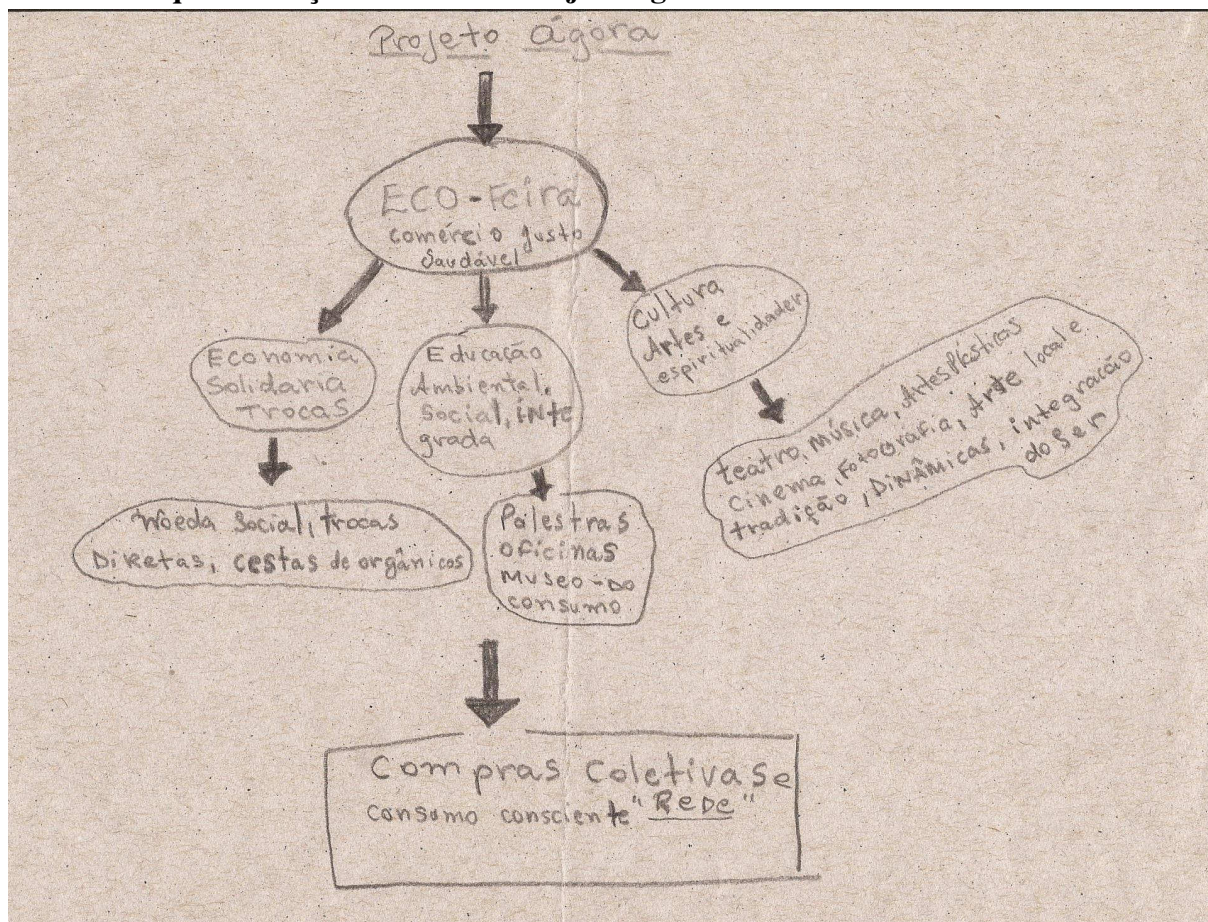 Projeto ágora
ECO-Feira
comércio justo
Saudável
Economia
Solidaria
Trocas
Educação
Ambiental,
Social, iNte
grada
Cultura
Artes e
espiritualidades
Moeda Social, trocas
Diretas, cestas de orgânicos
Palestras
oficinas
Museo-do
consumo
teatro, música, Artes Plásticas
cinema, Fotografia, Arte local e
tradição, Dinâmicas, integração
do Ser
Compras Coletivas e
consumo consciente "Rede"